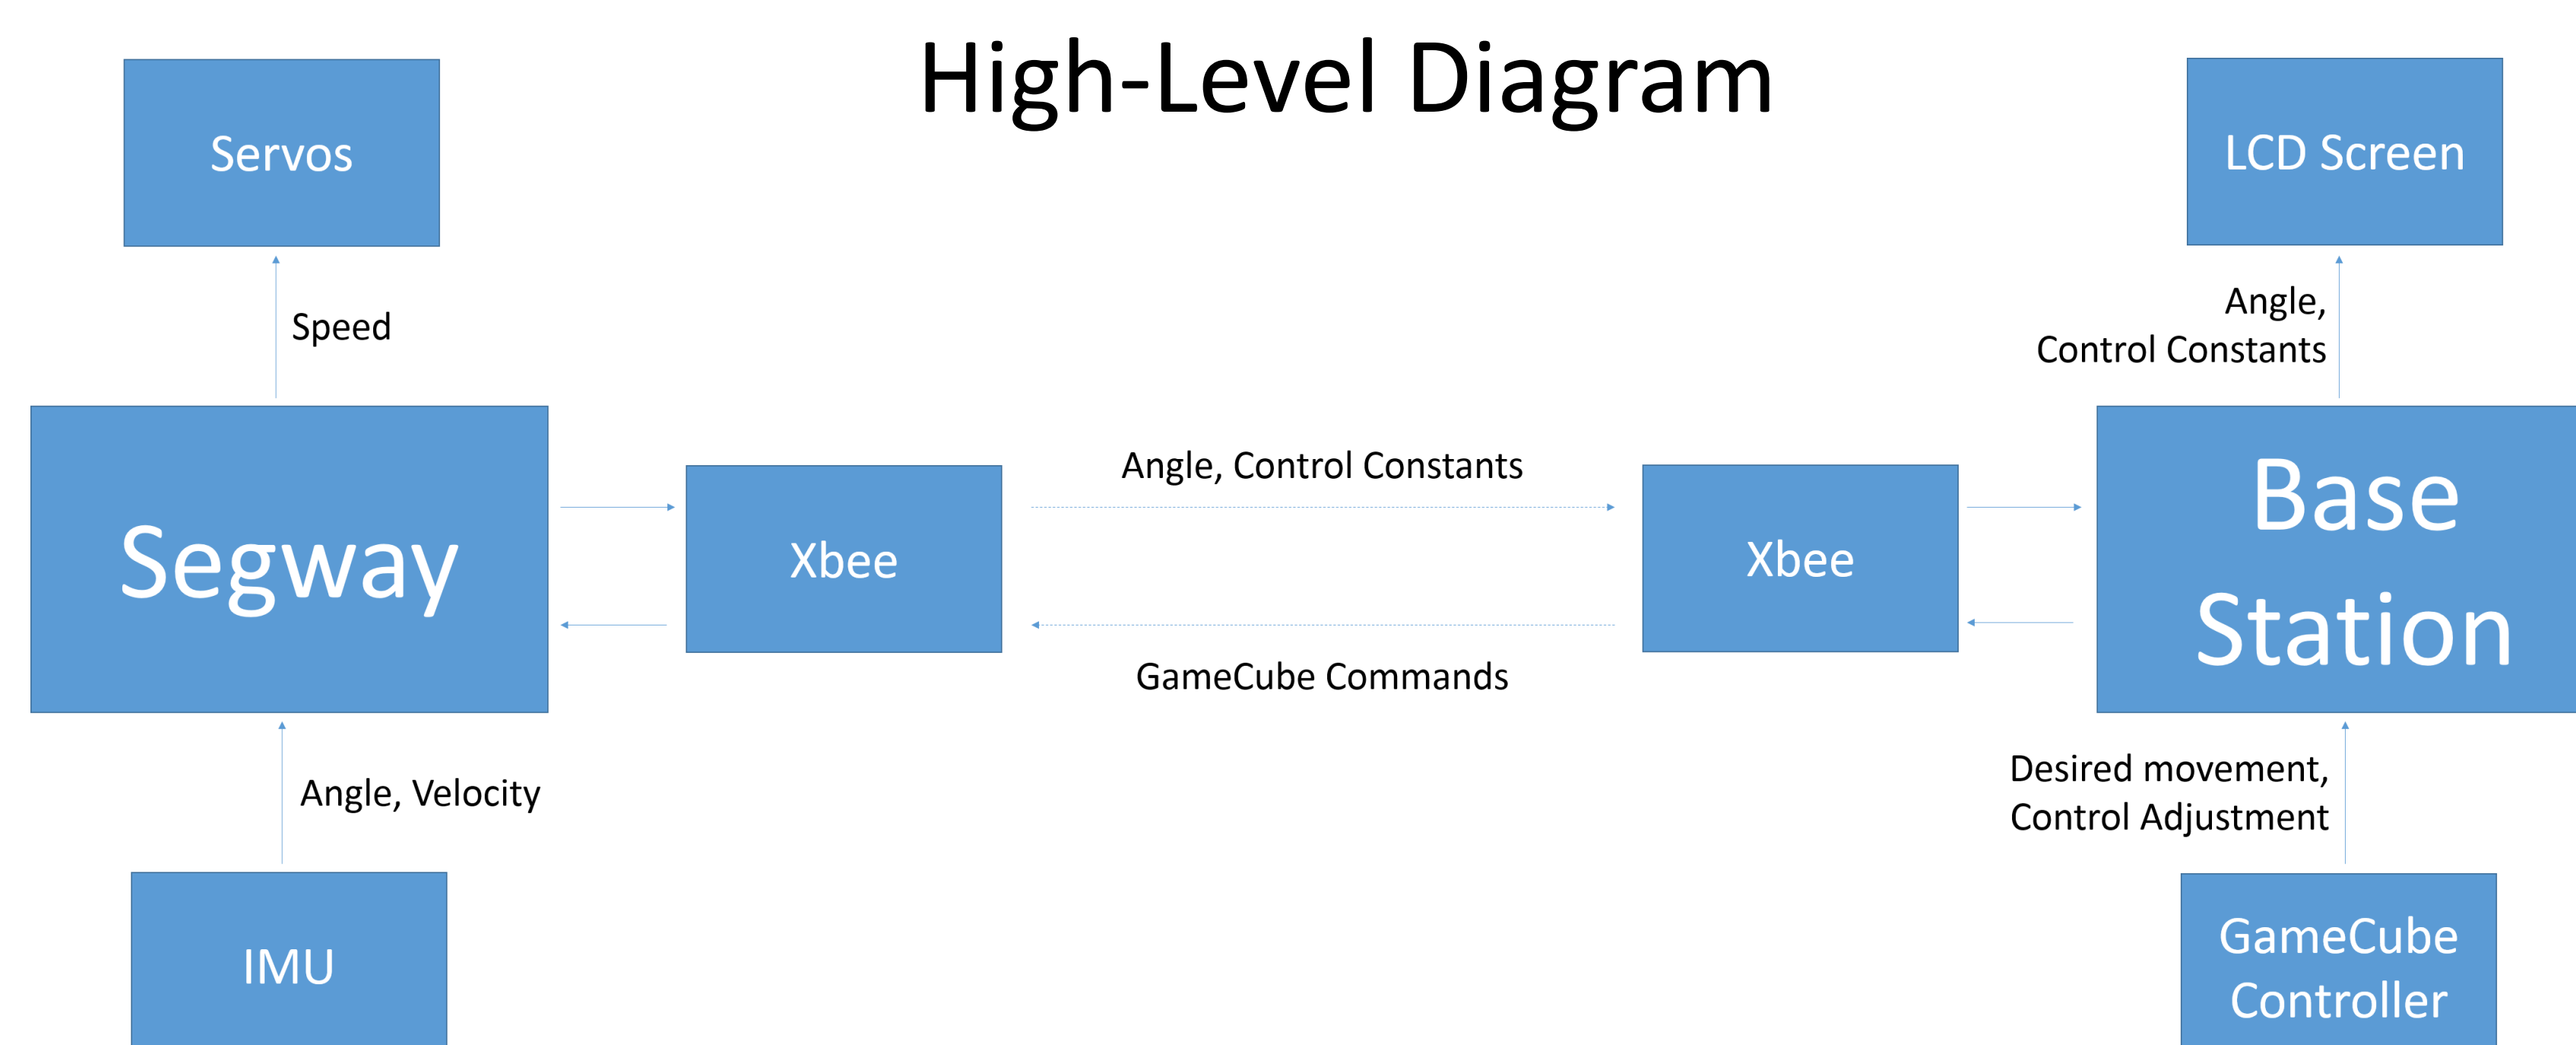 High-Level Diagram
Servos
LCD Screen
Speed
Angle,
Control Constants
Segway
Xbee
Angle, Control Constants
GameCube Commands
Xbee
Base
Station
Angle, Velocity
Desired movement,
Control Adjustment
IMU
GameCube
Controller